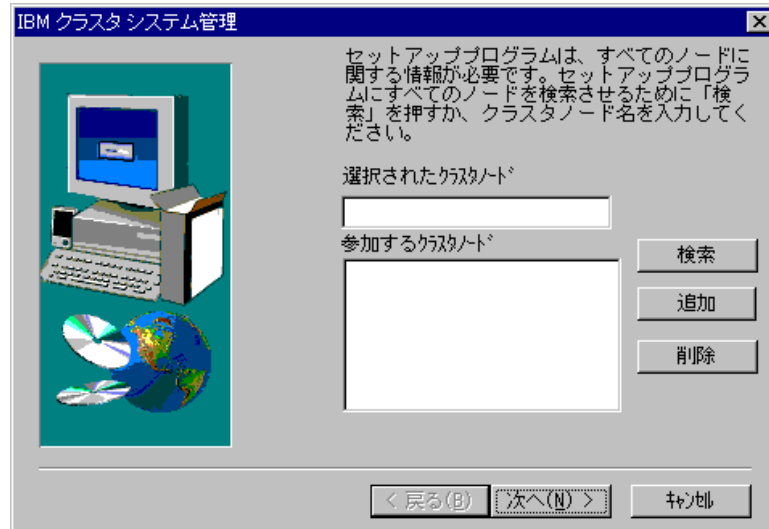 IBM クラスタ システム管理
セットアッププログラムは、すべてのノードに
関する情報が必要です。セットアッププログラ
ムにすべてのノードを検索させるために「検
索」を押すか、クラスタノード名を入力してく
ださい。
選択されたｸﾗｽﾀﾉｰﾄﾞ
参加するｸﾗｽﾀﾉｰﾄﾞ
検索
追加
削除
< 戻る(B)
次へ(N) >
ｷｬﾝｾﾙ